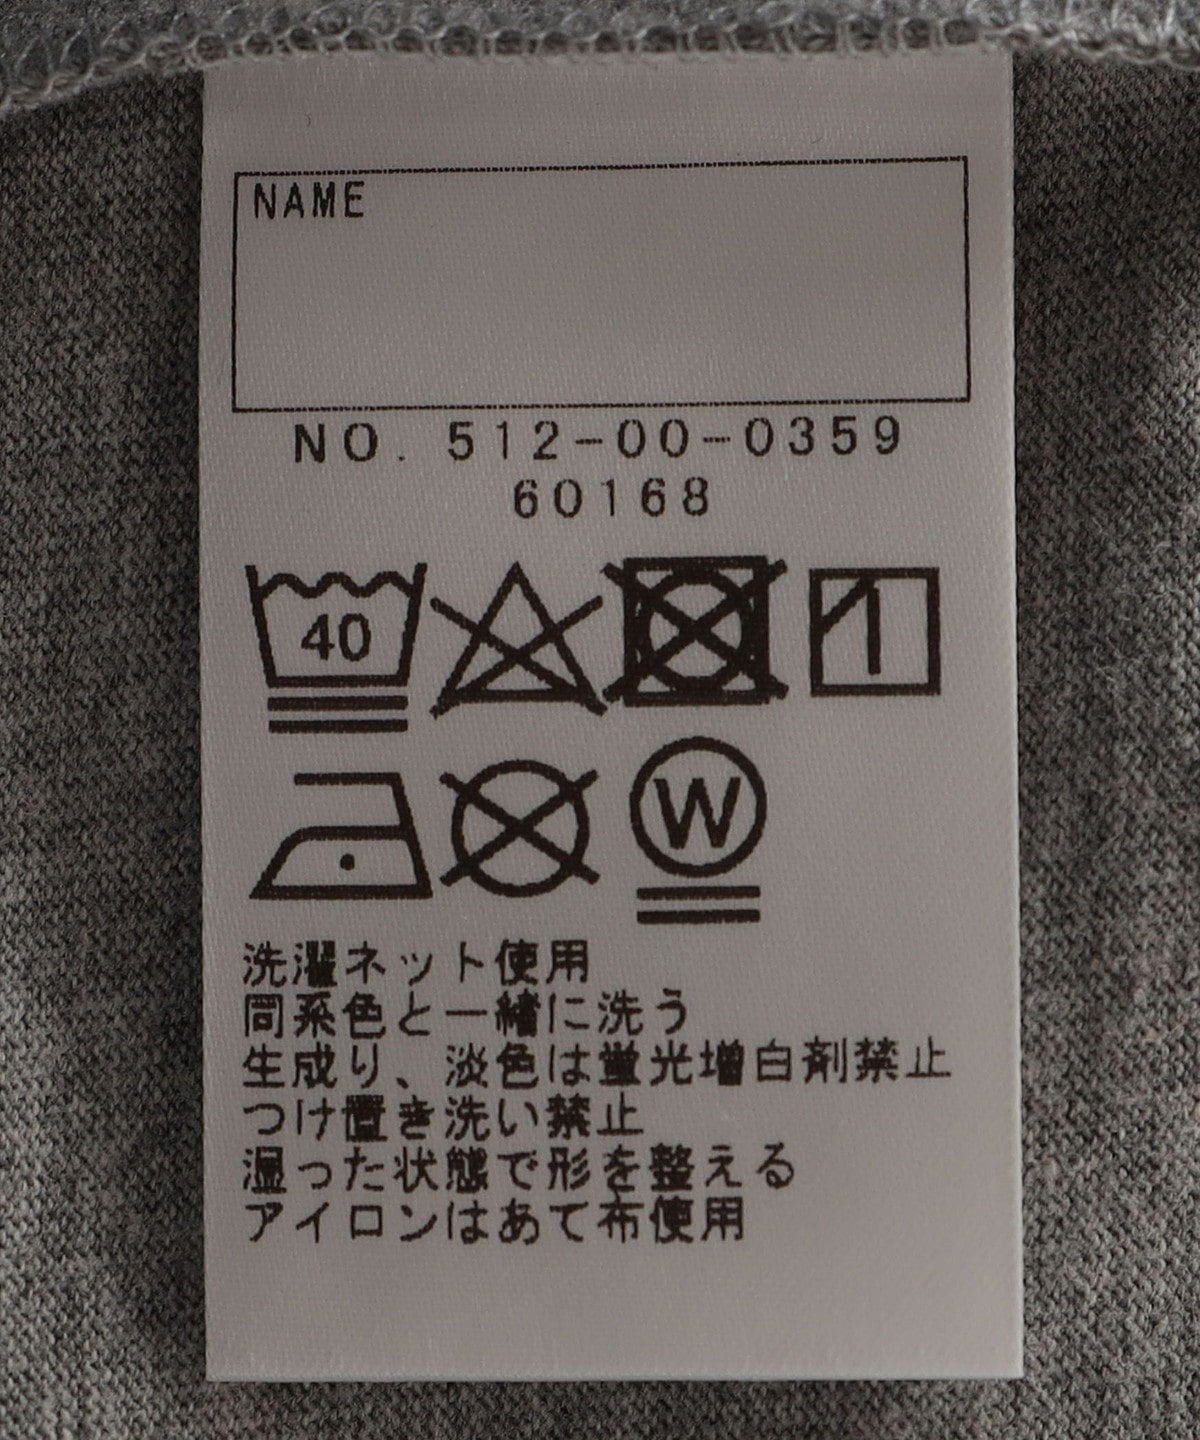 NAME
NO. 512-00-0359
60168
40
W
洗濯ネット使用
同系色と一緒に洗う
生成り、淡色は蛍光増白剤禁止
つけ置き洗い禁止
湿った状態で形を整える
アイロンはあて布使用